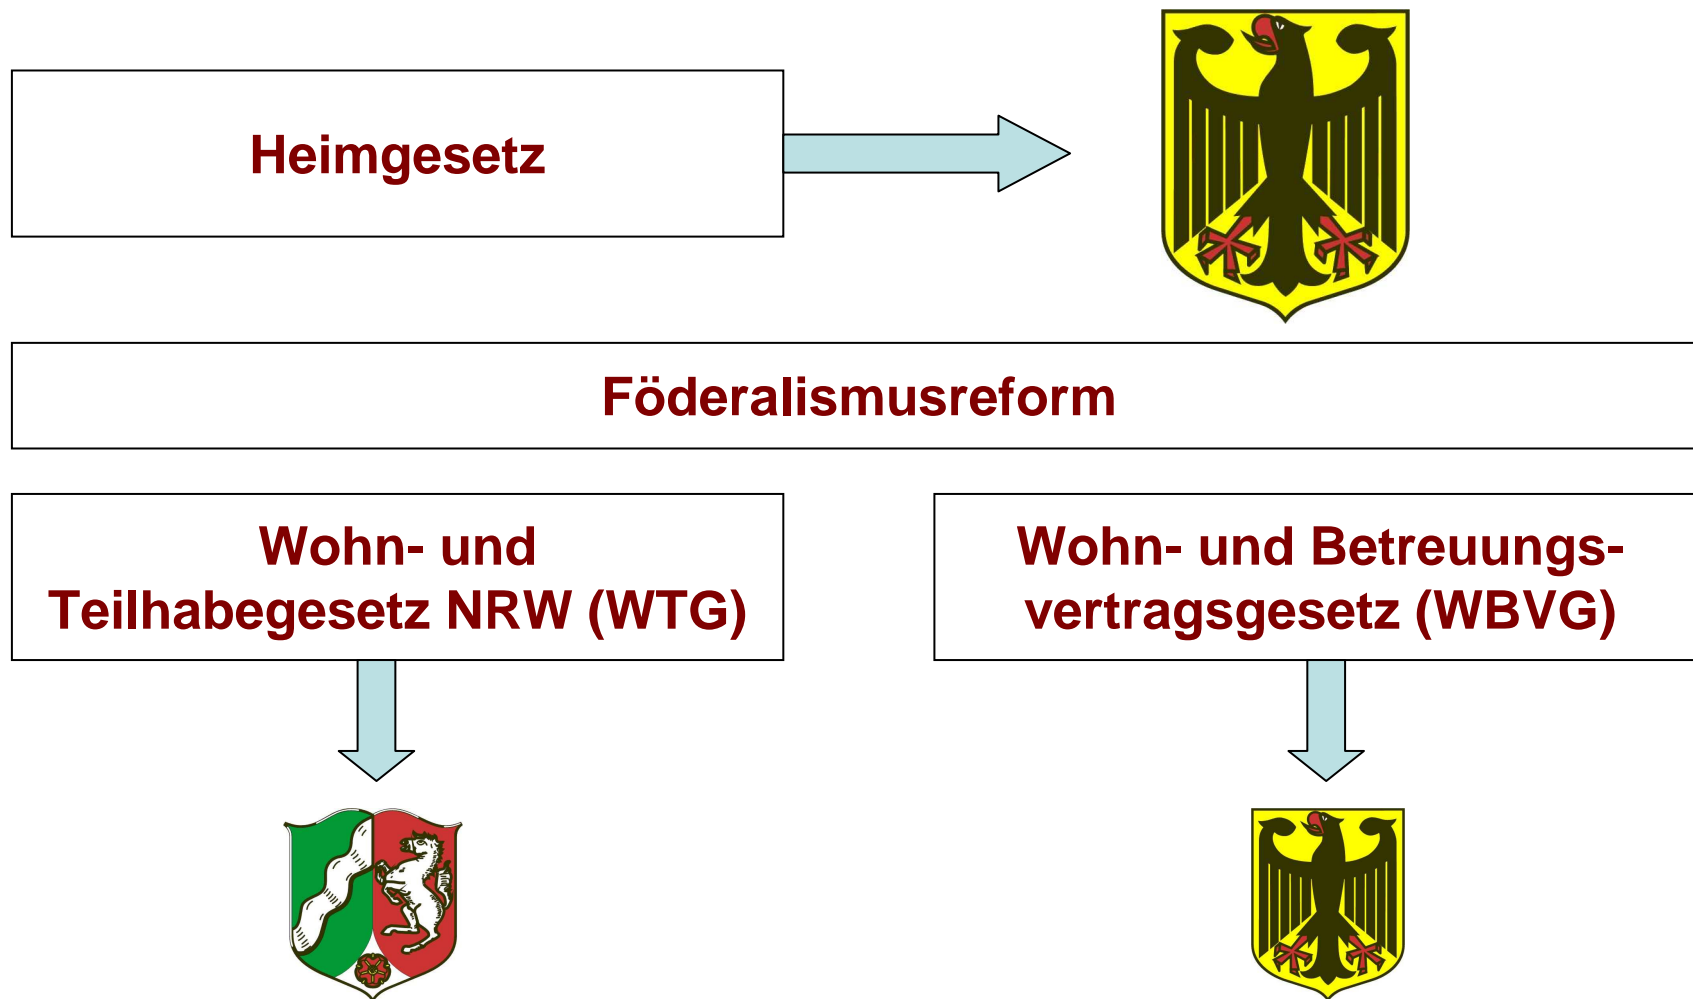 Heimgesetz
Föderalismusreform
Wohn- und
Teilhabegesetz NRW (WTG)
Wohn- und Betreuungs-
vertragsgesetz (WBVG)